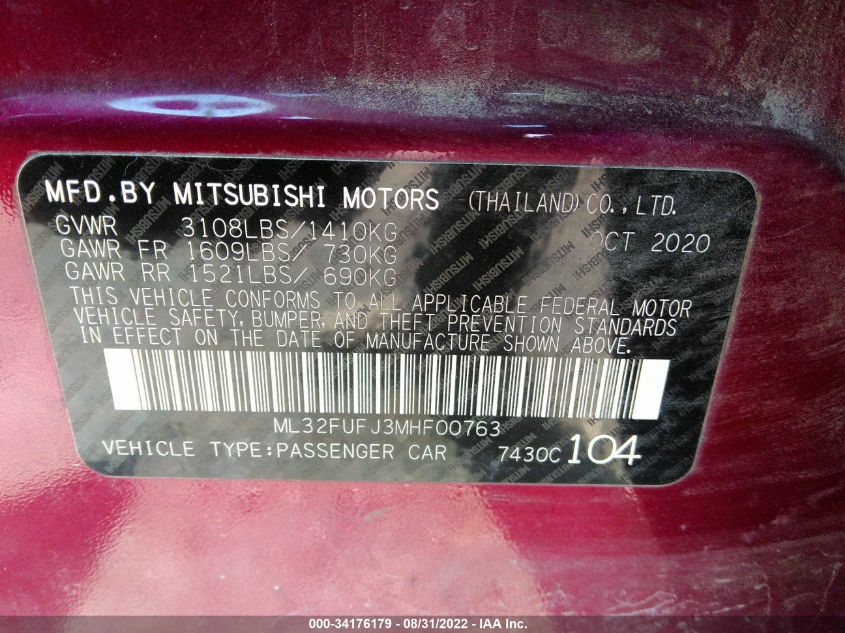 MFD.BY MITSUBISHI MOTORS (THAILAND)CO.,LTD.
GVWR 3108LBS/1410KG OCT 2020
GAWR FR 1609LBS/ 730KG
GAWR RR 1521LBS/ 690KG
THIS VEHICLE CONFORMS TO ALL APPLICABLE FEDERAL MOTOR
VEHICLE SAFETY, BUMPER, AND THEFT PREVENTION STANDARDS
IN EFFECT ON THE DATE OF MANUFACTURE SHOWN ABOVE.
ML32FUFJ3MHF00763
VEHICLE TYPE:PASSENGER CAR 7430C 104
000-34176179 - 08/31/2022 - IAA Inc.